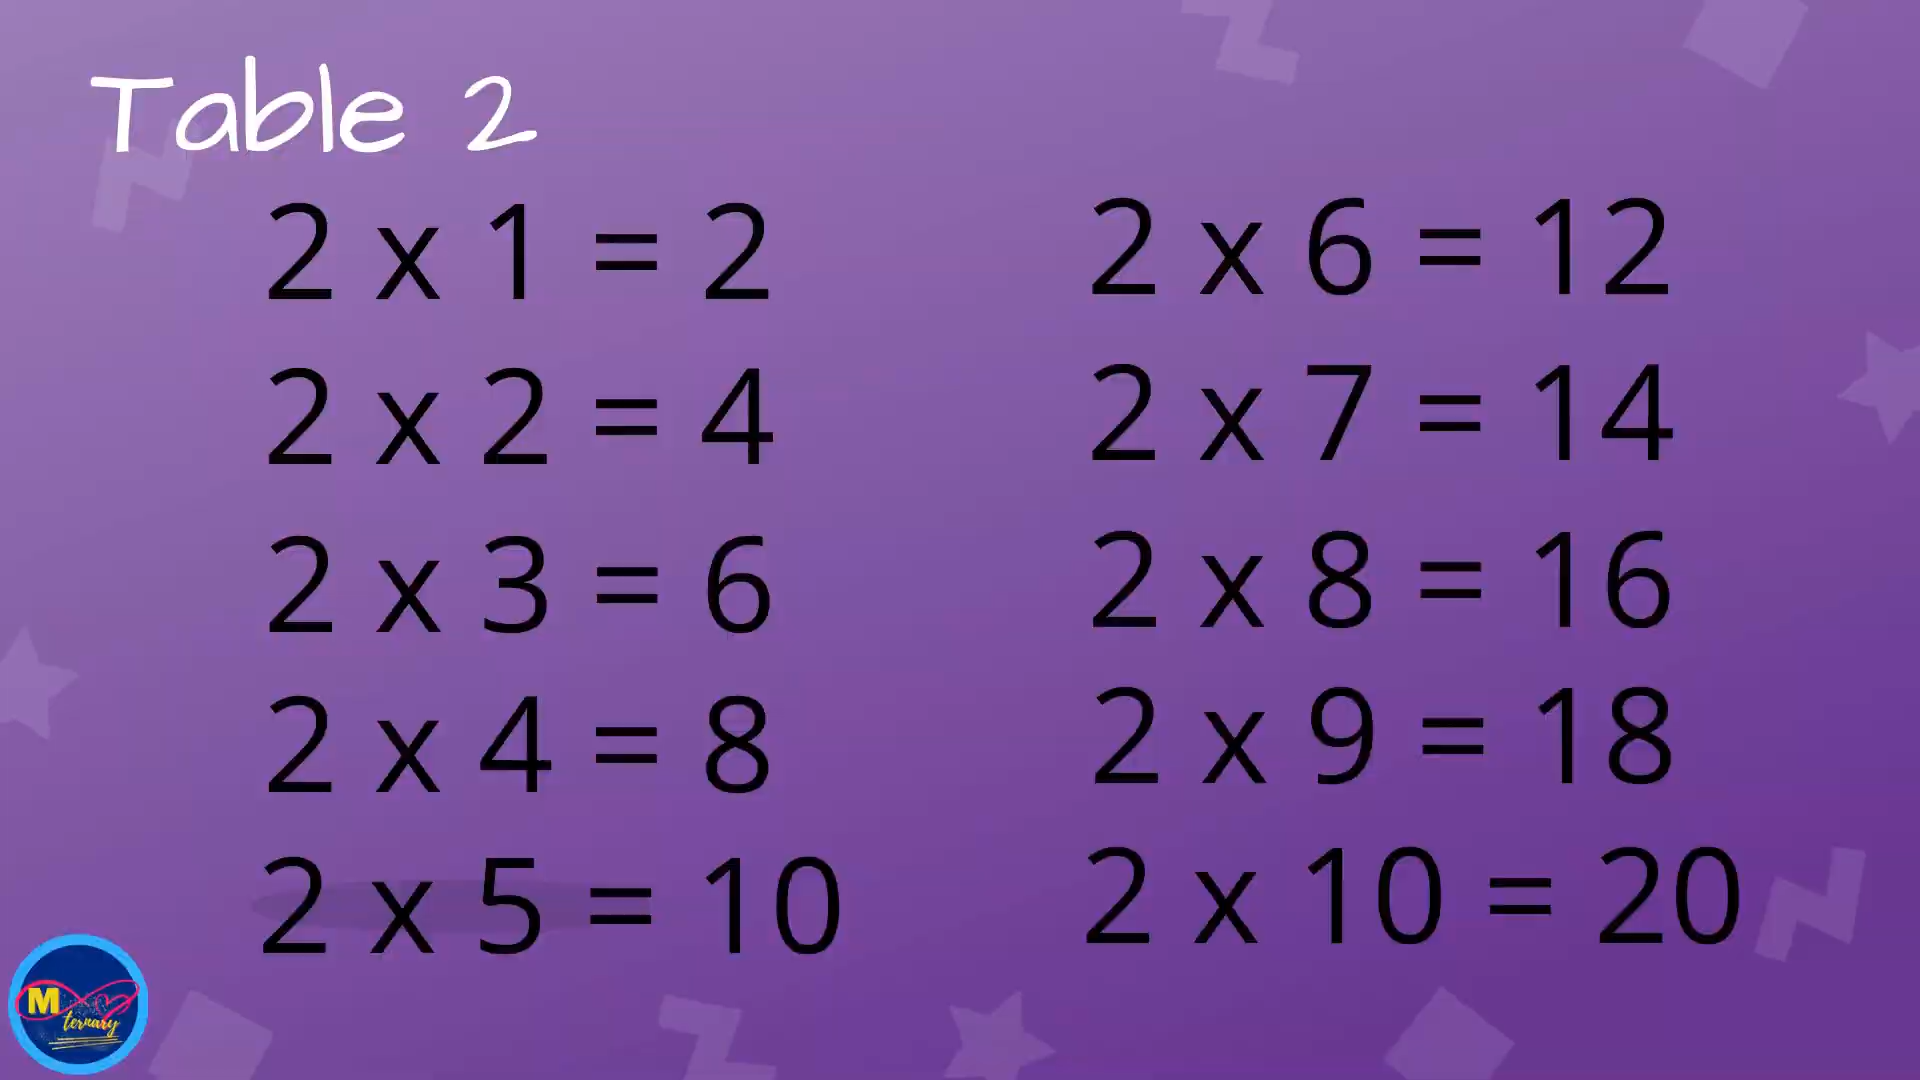 Table 2
2 x 1 = 2
2 x 2 = 4
2 x 3 = 6
2 x 4 = 8
2 x 5 = 10
2 x 6 = 12
2 x 7 = 14
2 x 8 = 16
2 x 9 = 18
2 x 10 = 20
M
ternary